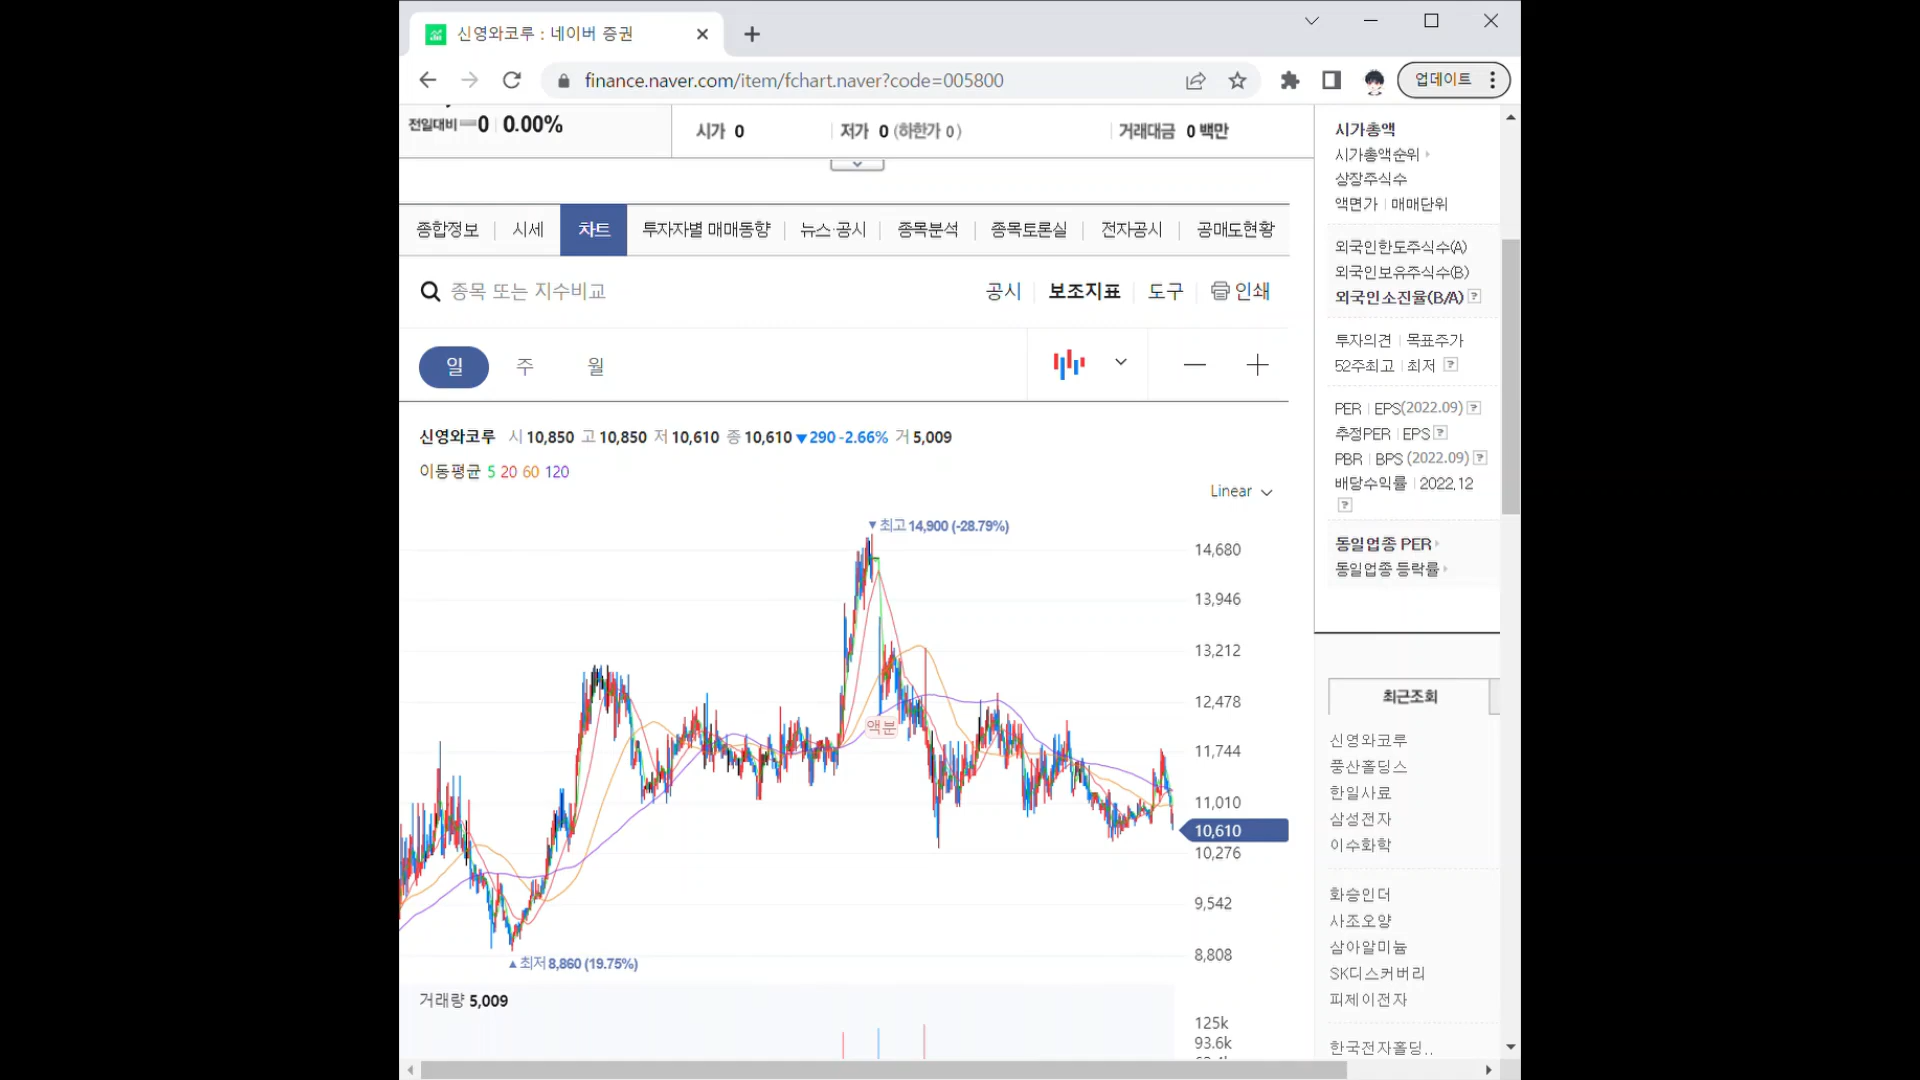 신영와코루 : 네이버 증권
finance.naver.com/item/fchart.naver?code=005800
업데이트
전일대비 0 0.00%
시가 0
저가 0 (하한가 0 )
거래대금 0 백만
종합정보
시세
차트
투자자별 매매동향
뉴스·공시
종목분석
종목토론실
전자공시
공매도현황
종목 또는 지수비교
공시
보조지표
도구
인쇄
일
주
월
신영와코루 시 10,850 고 10,850 저 10,610 종 10,610 ▼290 -2.66% 거 5,009
이동평균 5 20 60 120
Linear
▼최고 14,900 (-28.79%)
14,680
13,946
13,212
12,478
11,744
11,010
10,610
10,276
9,542
8,808
액분
▲최저 8,860 (19.75%)
거래량 5,009
125k
93.6k
시가총액
시가총액순위
상장주식수
액면가 | 매매단위
외국인한도주식수(A)
외국인보유주식수(B)
외국인소진율(B/A) ?
투자의견 | 목표주가
52주최고 | 최저 ?
PER | EPS(2022.09) ?
추정PER | EPS ?
PBR | BPS (2022.09) ?
배당수익률 | 2022.12
?
동일업종 PER
동일업종 등락률
최근조회
신영와코루
풍산홀딩스
한일사료
삼성전자
이수화학
화승인더
사조오양
삼아알미늄
SK디스커버리
피제이전자
한국전자홀딩..